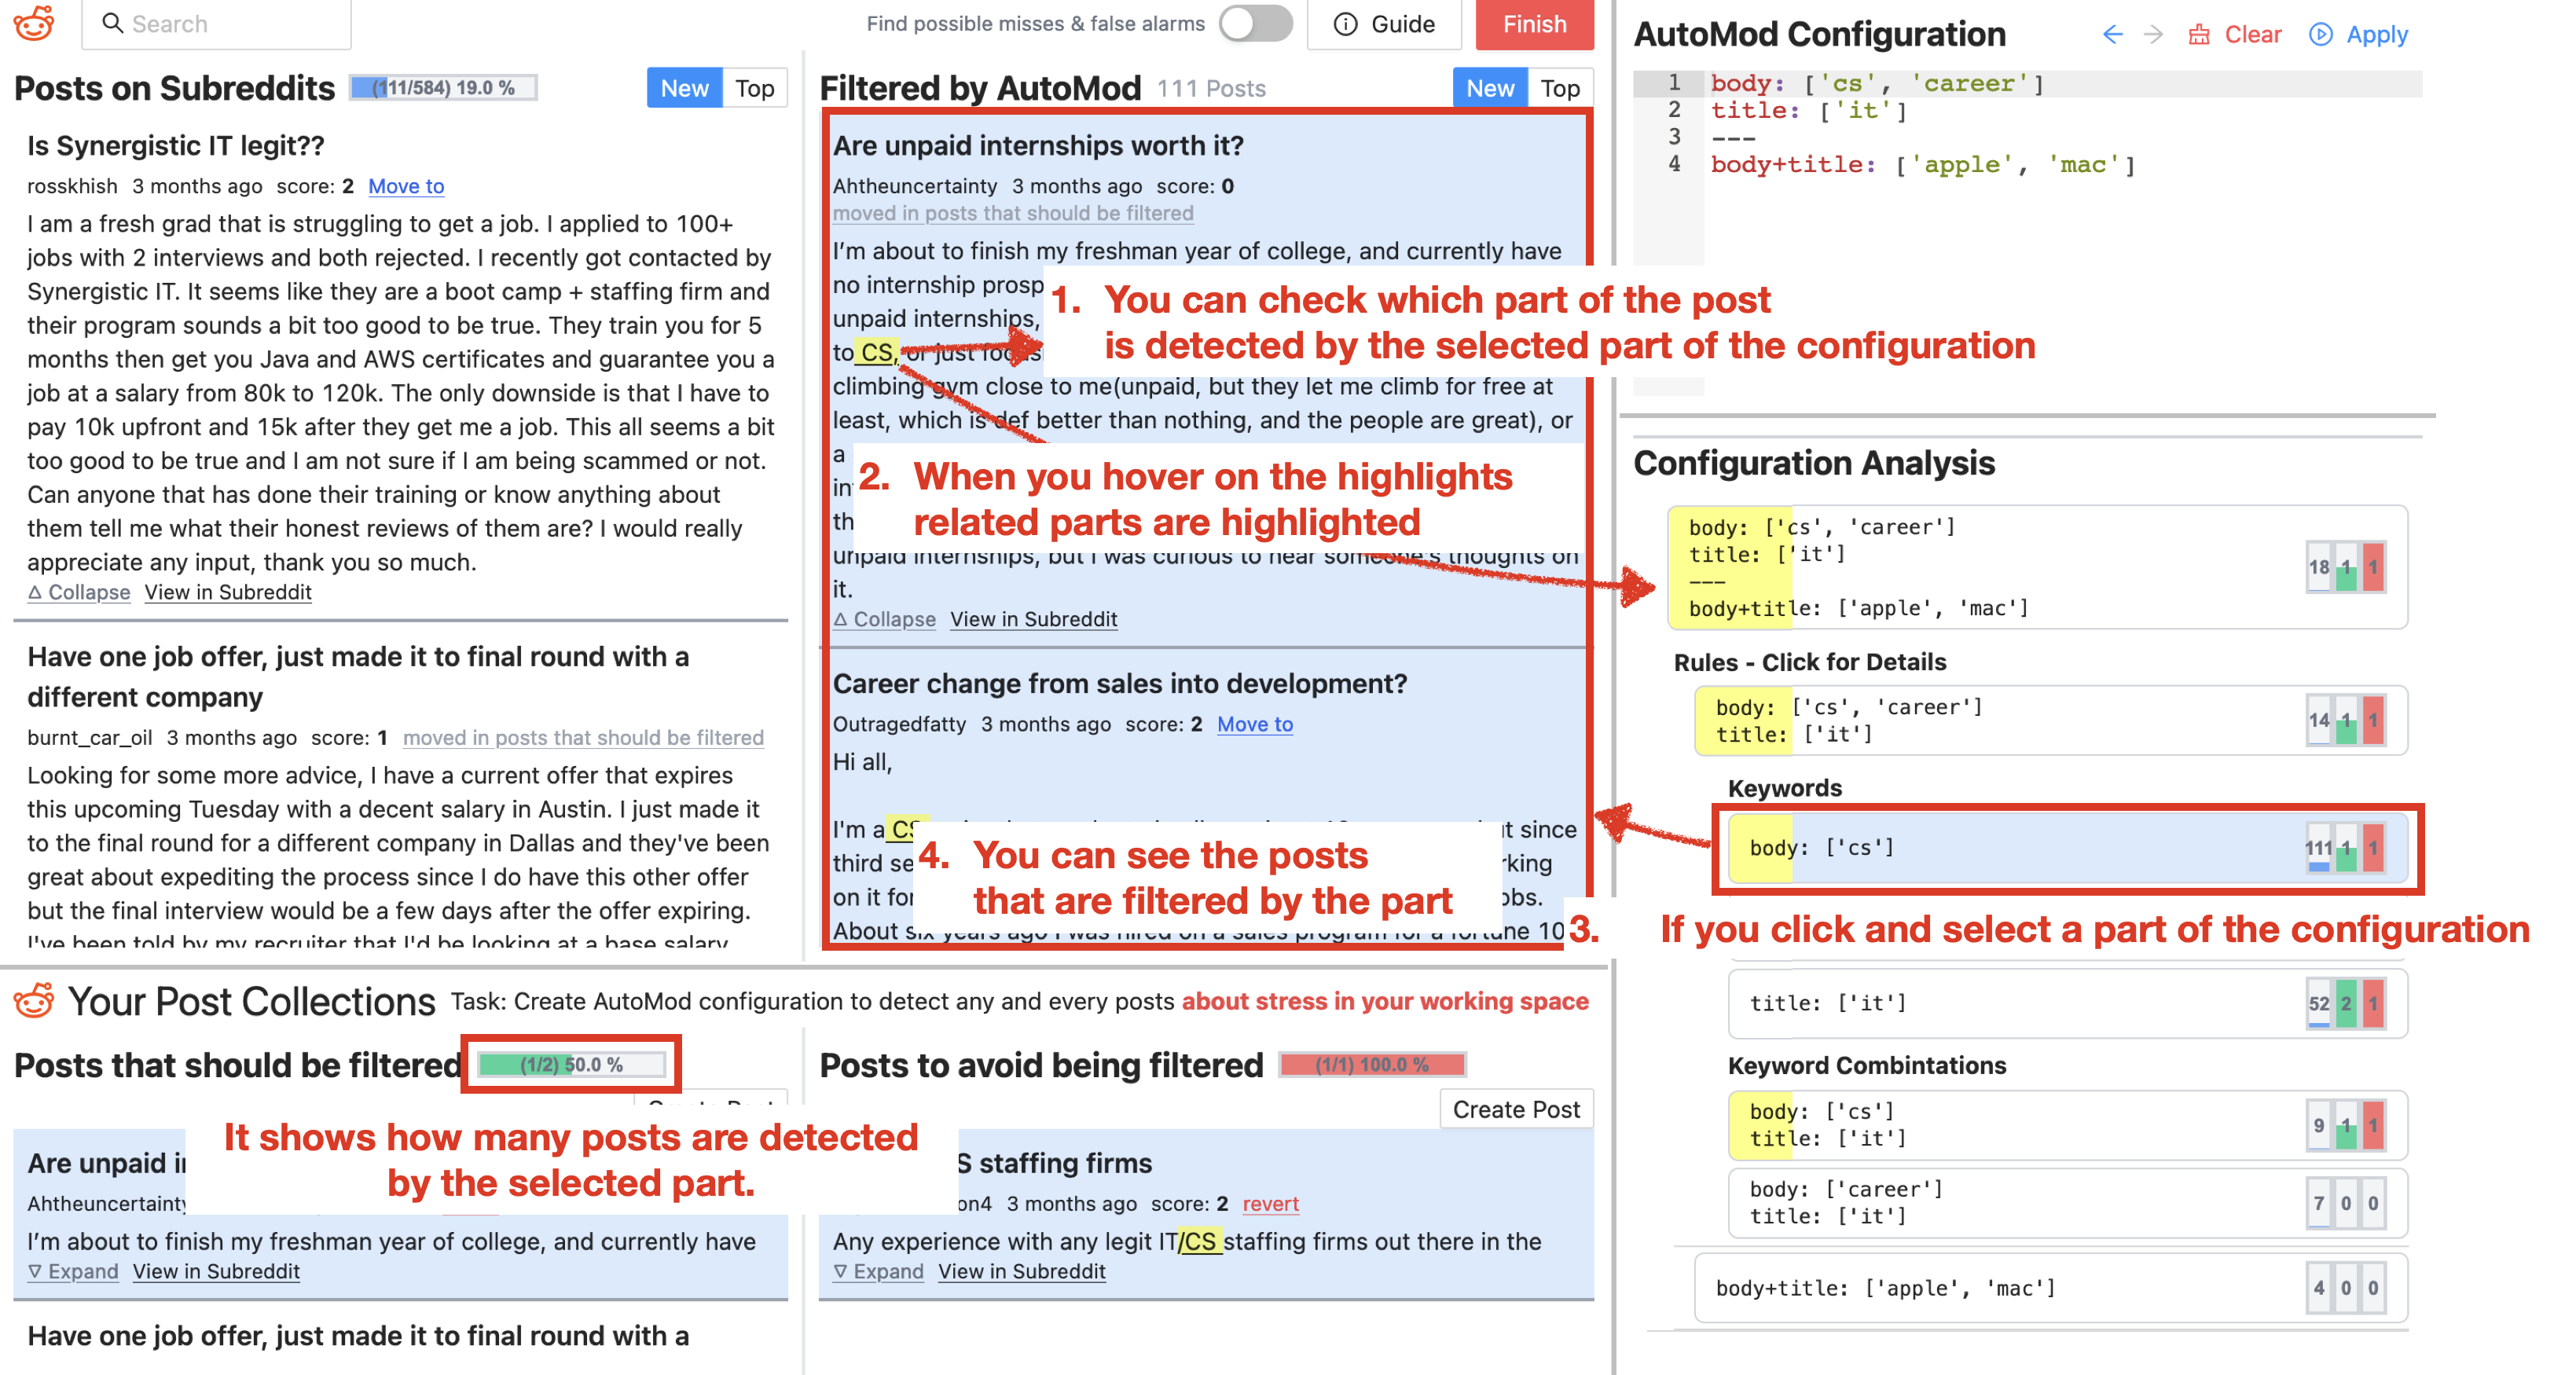 Search
Find possible misses & false alarms
Guide
Finish
Posts on Subreddits (111/584) 19.0 %
New Top
Is Synergistic IT legit??
rosskhish 3 months ago score: 2 Move to
I am a fresh grad that is struggling to get a job. I applied to 100+
jobs with 2 interviews and both rejected. I recently got contacted by
Synergistic IT. It seems like they are a boot camp + staffing firm and
their program sounds a bit too good to be true. They train you for 5
months then get you Java and AWS certificates and guarantee you a
job at a salary from 80k to 120k. The only downside is that I have to
pay 10k upfront and 15k after they get me a job. This all seems a bit
too good to be true and I am not sure if I am being scammed or not.
Can anyone that has done their training or know anything about
them tell me what their honest reviews of them are? I would really
appreciate any input, thank you so much.
Collapse View in Subreddit
Have one job offer, just made it to final round with a
different company
burnt_car_oil 3 months ago score: 1 moved in posts that should be filtered
Looking for some more advice, I have a current offer that expires
this upcoming Tuesday with a decent salary in Austin. I just made it
to the final round for a different company in Dallas and they've been
great about expediting the process since I do have this other offer
but the final interview would be a few days after the offer expiring.
I've been told by my recruiter that I'd be looking at a base salary
Filtered by AutoMod 111 Posts
New Top
Are unpaid internships worth it?
Ahtheuncertainty 3 months ago score: 0
moved in posts that should be filtered
I'm about to finish my freshman year of college, and currently have
no internship
unpaid internships,
to CS, or just
climbing gym close to me(unpaid, but they let me climb for free at
least, which is def better than nothing, and the people are great), or
a
unpaid internships, but I was curious to hear someone's thoughts on
it.
Collapse View in Subreddit
1. You can check which part of the post
is detected by the selected part of the configuration
2. When you hover on the highlights
related parts are highlighted
Career change from sales into development?
Outragedfatty 3 months ago score: 2 Move to
Hi all,
I'm a CS since
third
on it for
About six years ago I was hired on a sales program for a fortune 10
4. You can see the posts
that are filtered by the part
AutoMod Configuration
Clear Apply
1 body: ['cs', 'career']
2 title: ['it']
3 ---
4 body+title: ['apple', 'mac']
Configuration Analysis
body: ['cs', 'career']
title: ['it']
---
body+title: ['apple', 'mac']
18 1 1
Rules - Click for Details
body: ['cs', 'career']
title: ['it']
14 1 1
Keywords
body: ['cs']
111 1 1
3. If you click and select a part of the configuration
title: ['it']
52 2 1
Keyword Combintations
body: ['cs']
title: ['it']
9 1 1
body: ['career']
title: ['it']
7 0 0
body+title: ['apple', 'mac']
4 0 0
Your Post Collections Task: Create AutoMod configuration to detect any and every posts about stress in your working space
Posts that should be filtered (1/2) 50.0 %
It shows how many posts are detected
by the selected part.
Are unpaid
Ahtheuncertainty
I'm about to finish my freshman year of college, and currently have
Expand View in Subreddit
Have one job offer, just made it to final round with a
Posts to avoid being filtered (1/1) 100.0 %
Create Post
S staffing firms
on4 3 months ago score: 2 revert
Any experience with any legit IT/CS staffing firms out there in the
Expand View in Subreddit